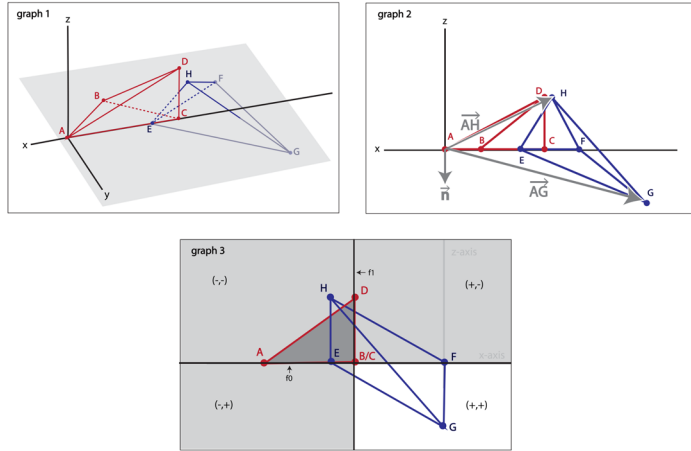 graph 1
z
D
H
F
B
C
A
E
x
G
y
graph 2
z
D
H
AH
A
B
C
F
x
E
n
AG
G
graph 3
z-axis
f1
(-,-)
(+,-)
H
D
A
E
B/C
F
x-axis
f0
(-,+)
(+,+)
G